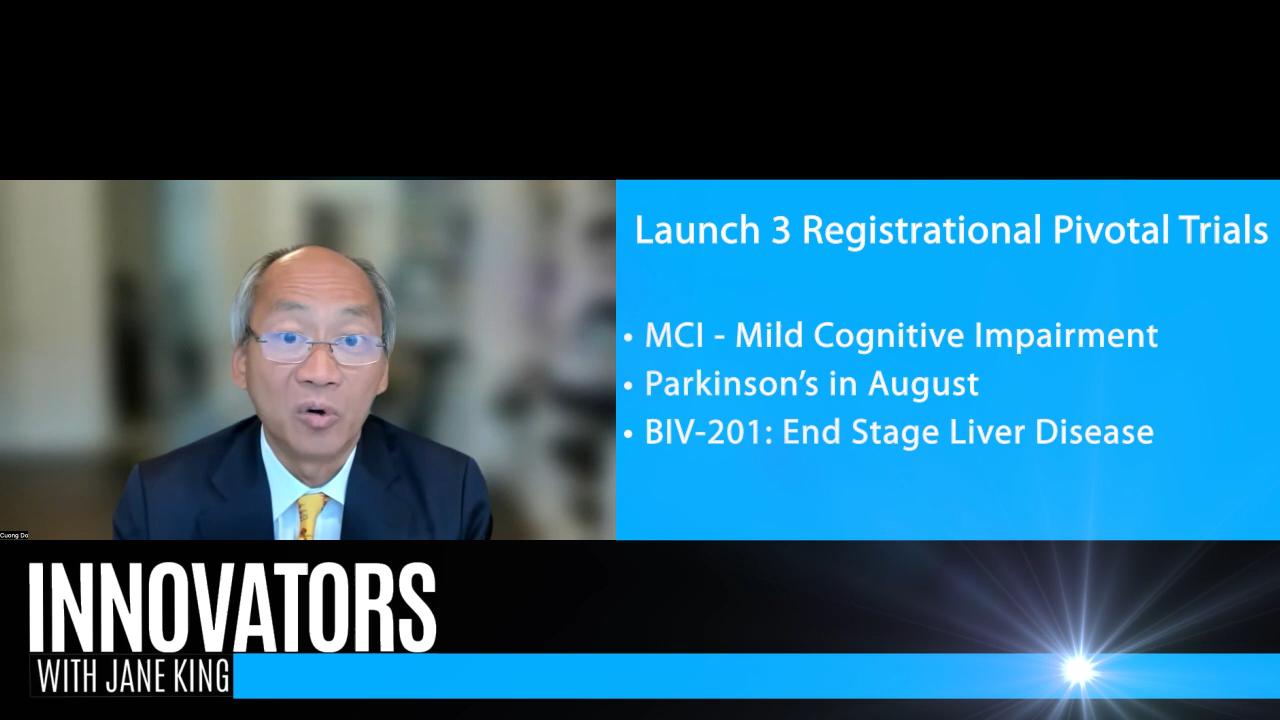 Launch 3 Registrational Pivotal Trials
• MCI - Mild Cognitive Impairment
• Parkinson's in August
• BIV-201: End Stage Liver Disease
Cuong Do
INNOVATORS
WITH JANE KING